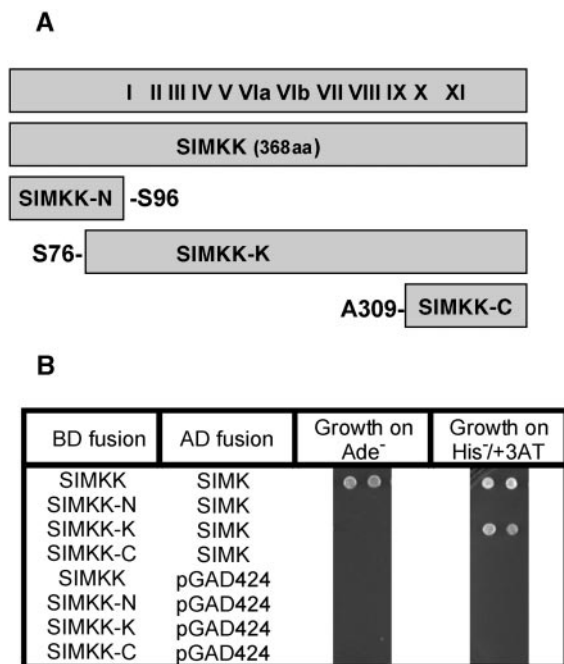 A
I II III IV V VIa VIb VII VIII IX X XI
SIMKK (368aa)
SIMKK-N -S96
S76- SIMKK-K
A309- SIMKK-C
B
BD fusion AD fusion Growth on Ade⁻ Growth on His⁻/+3AT
SIMKK SIMK
SIMKK-N SIMK
SIMKK-K SIMK
SIMKK-C SIMK
SIMKK pGAD424
SIMKK-N pGAD424
SIMKK-K pGAD424
SIMKK-C pGAD424